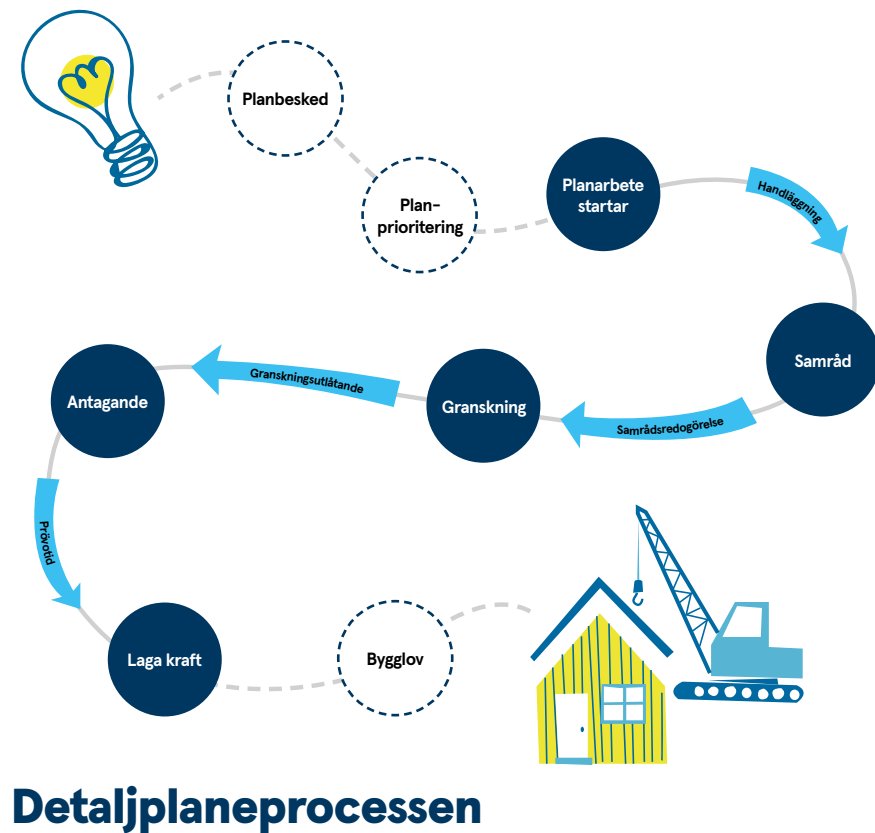 Planbesked
Plan-
prioritering
Planarbete
startar
Handläggning
Samråd
Samrådsredogörelse
Granskning
Granskningsutlåtande
Antagande
Prövotid
Laga kraft
Bygglov
Detaljplaneprocessen